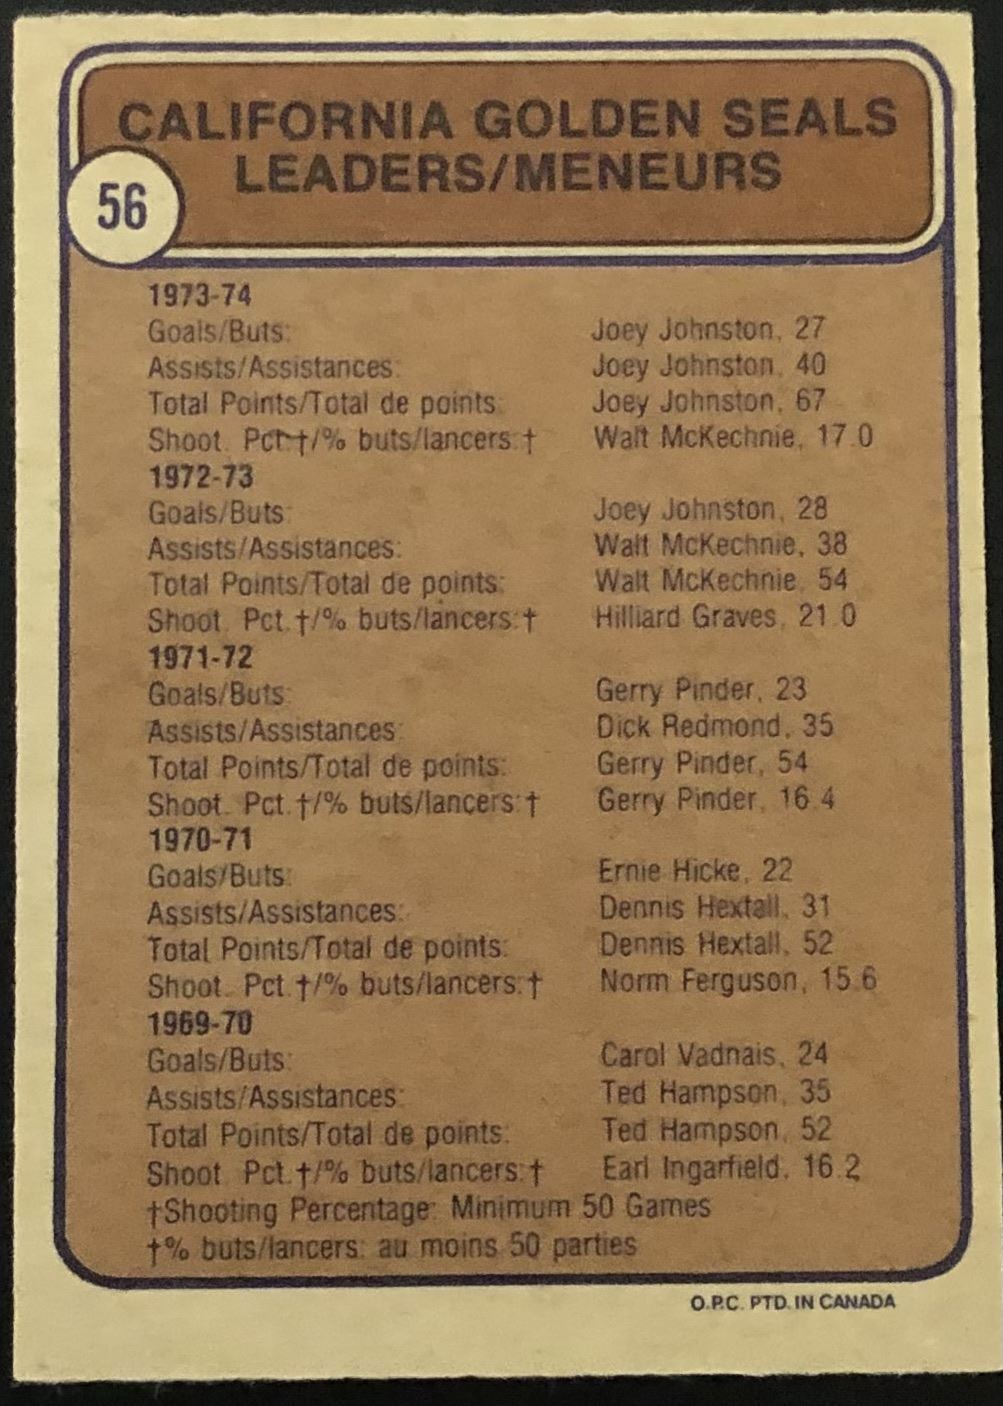 CALIFORNIA GOLDEN SEALS
LEADERS/MENEURS
56
1973-74
Goals/Buts: Joey Johnston, 27
Assists/Assistances: Joey Johnston, 40
Total Points/Total de points: Joey Johnston, 67
Shoot. Pct.†/% buts/lancers:† Walt McKechnie, 17.0
1972-73
Goals/Buts: Joey Johnston, 28
Assists/Assistances: Walt McKechnie, 38
Total Points/Total de points: Walt McKechnie, 54
Shoot. Pct.†/% buts/lancers:† Hilliard Graves, 21.0
1971-72
Goals/Buts: Gerry Pinder, 23
Assists/Assistances: Dick Redmond, 35
Total Points/Total de points: Gerry Pinder, 54
Shoot. Pct.†/% buts/lancers:† Gerry Pinder, 16.4
1970-71
Goals/Buts: Ernie Hicke, 22
Assists/Assistances: Dennis Hextall, 31
Total Points/Total de points: Dennis Hextall, 52
Shoot. Pct.†/% buts/lancers:† Norm Ferguson, 15.6
1969-70
Goals/Buts: Carol Vadnais, 24
Assists/Assistances: Ted Hampson, 35
Total Points/Total de points: Ted Hampson, 52
Shoot. Pct.†/% buts/lancers:† Earl Ingarfield, 16.2
†Shooting Percentage: Minimum 50 Games
†% buts/lancers: au moins 50 parties
O.P.C. PTD. IN CANADA